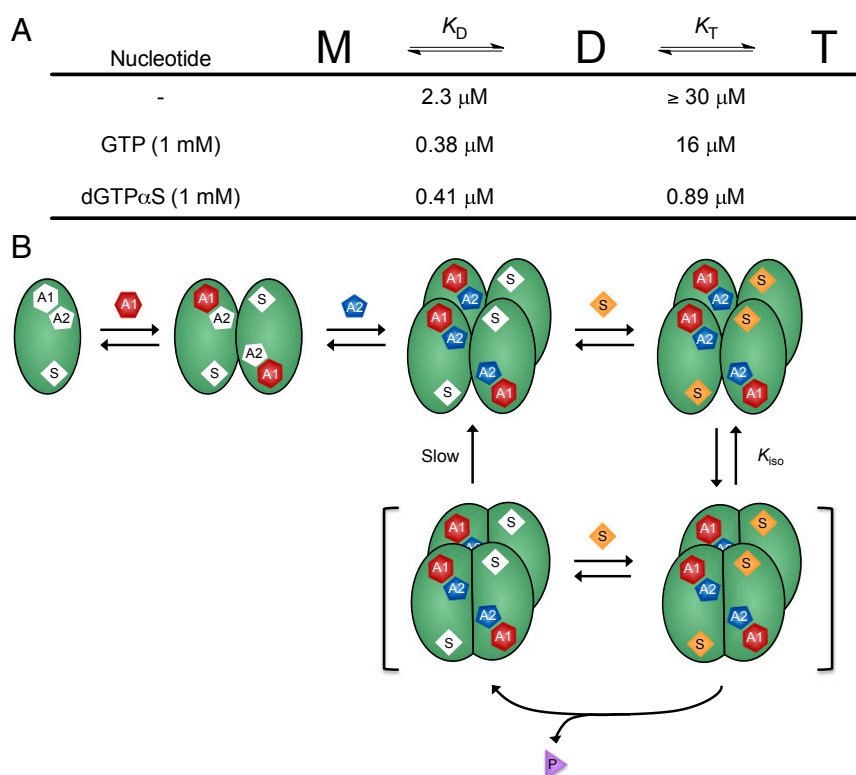 A
Nucleotide M K_D D K_T T
- 2.3 μM ≥ 30 μM
GTP (1 mM) 0.38 μM 16 μM
dGTPαS (1 mM) 0.41 μM 0.89 μM
B
A1 A2 S
A1
A1 A2 S S A2 A1
A2
A1 A2 S A1 A2 S S A2 A1
S
A1 A2 S A1 A2 S S A2 A1
Slow
K_iso
A1 S A1 A2 S A2 A1 S
S
A1 S A1 A2 S A2 A1 S
P